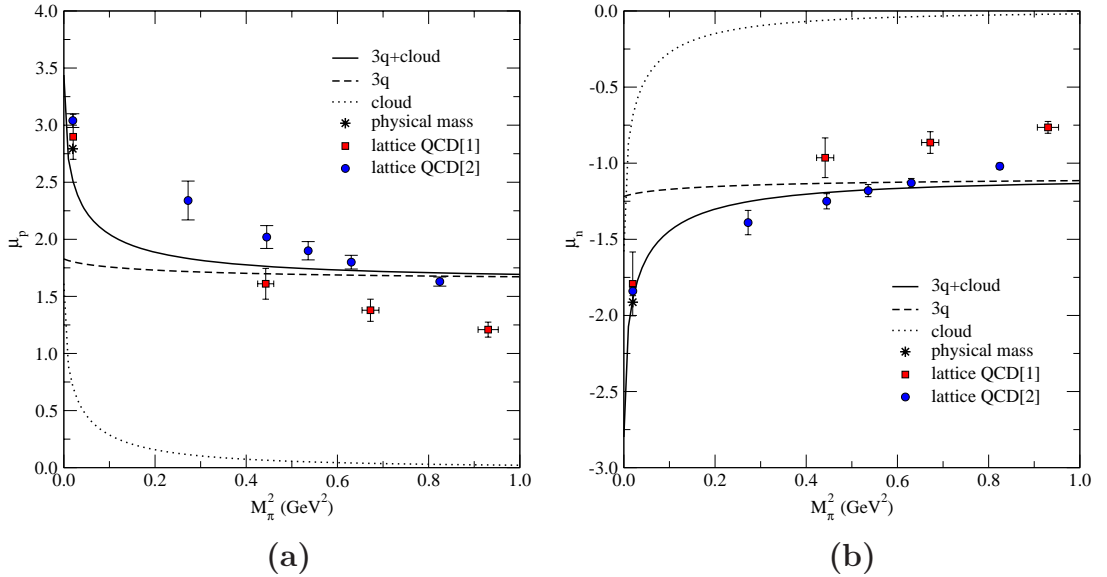 4.0
3.5
3.0
2.5
2.0
1.5
1.0
0.5
0.0
μp
0.0 0.2 0.4 0.6 0.8 1.0
Mπ² (GeV²)
3q+cloud
3q
cloud
physical mass
lattice QCD[1]
lattice QCD[2]
(a)
0.0
-0.5
-1.0
-1.5
-2.0
-2.5
-3.0
μn
0.0 0.2 0.4 0.6 0.8 1.0
Mπ² (GeV²)
3q+cloud
3q
cloud
physical mass
lattice QCD[1]
lattice QCD[2]
(b)